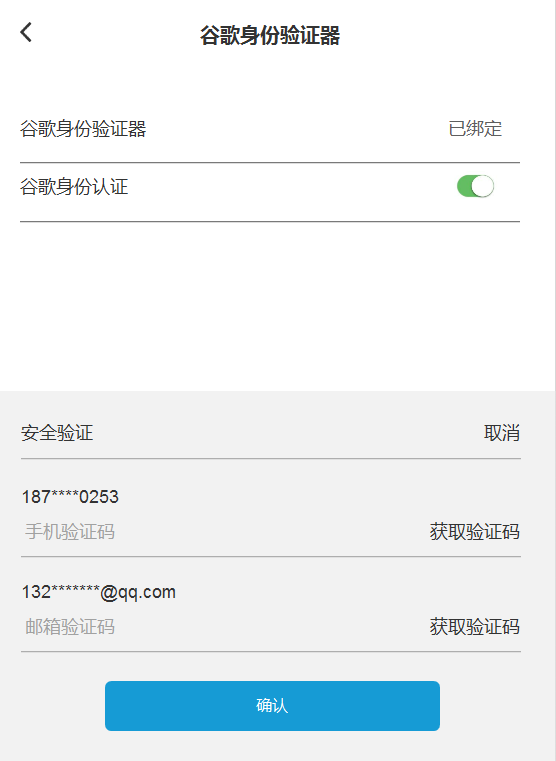 谷歌身份验证器
谷歌身份验证器 已绑定
谷歌身份认证
安全验证 取消
187****0253
手机验证码 获取验证码
132*******@qq.com
邮箱验证码 获取验证码
确认